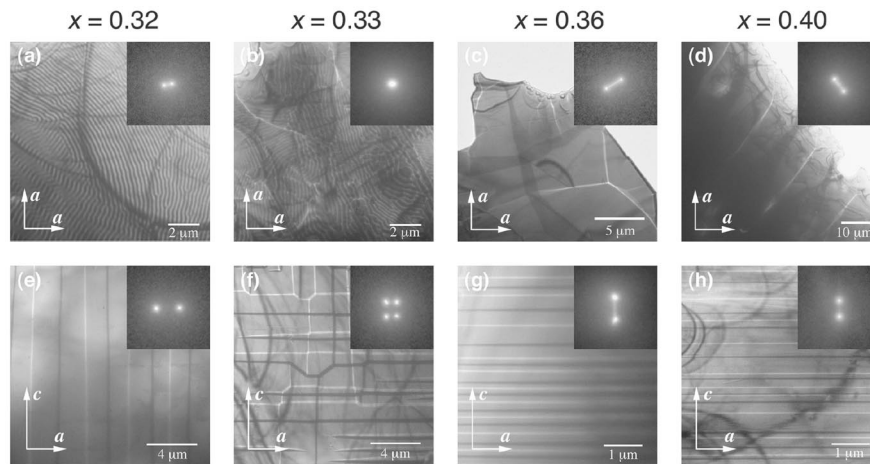 x = 0.32 x = 0.33 x = 0.36 x = 0.40
(a) (b) (c) (d)
a a a a
a a a a
2 μm 2 μm 5 μm 10 μm
(e) (f) (g) (h)
c c c c
a a a a
4 μm 4 μm 1 μm 1 μm